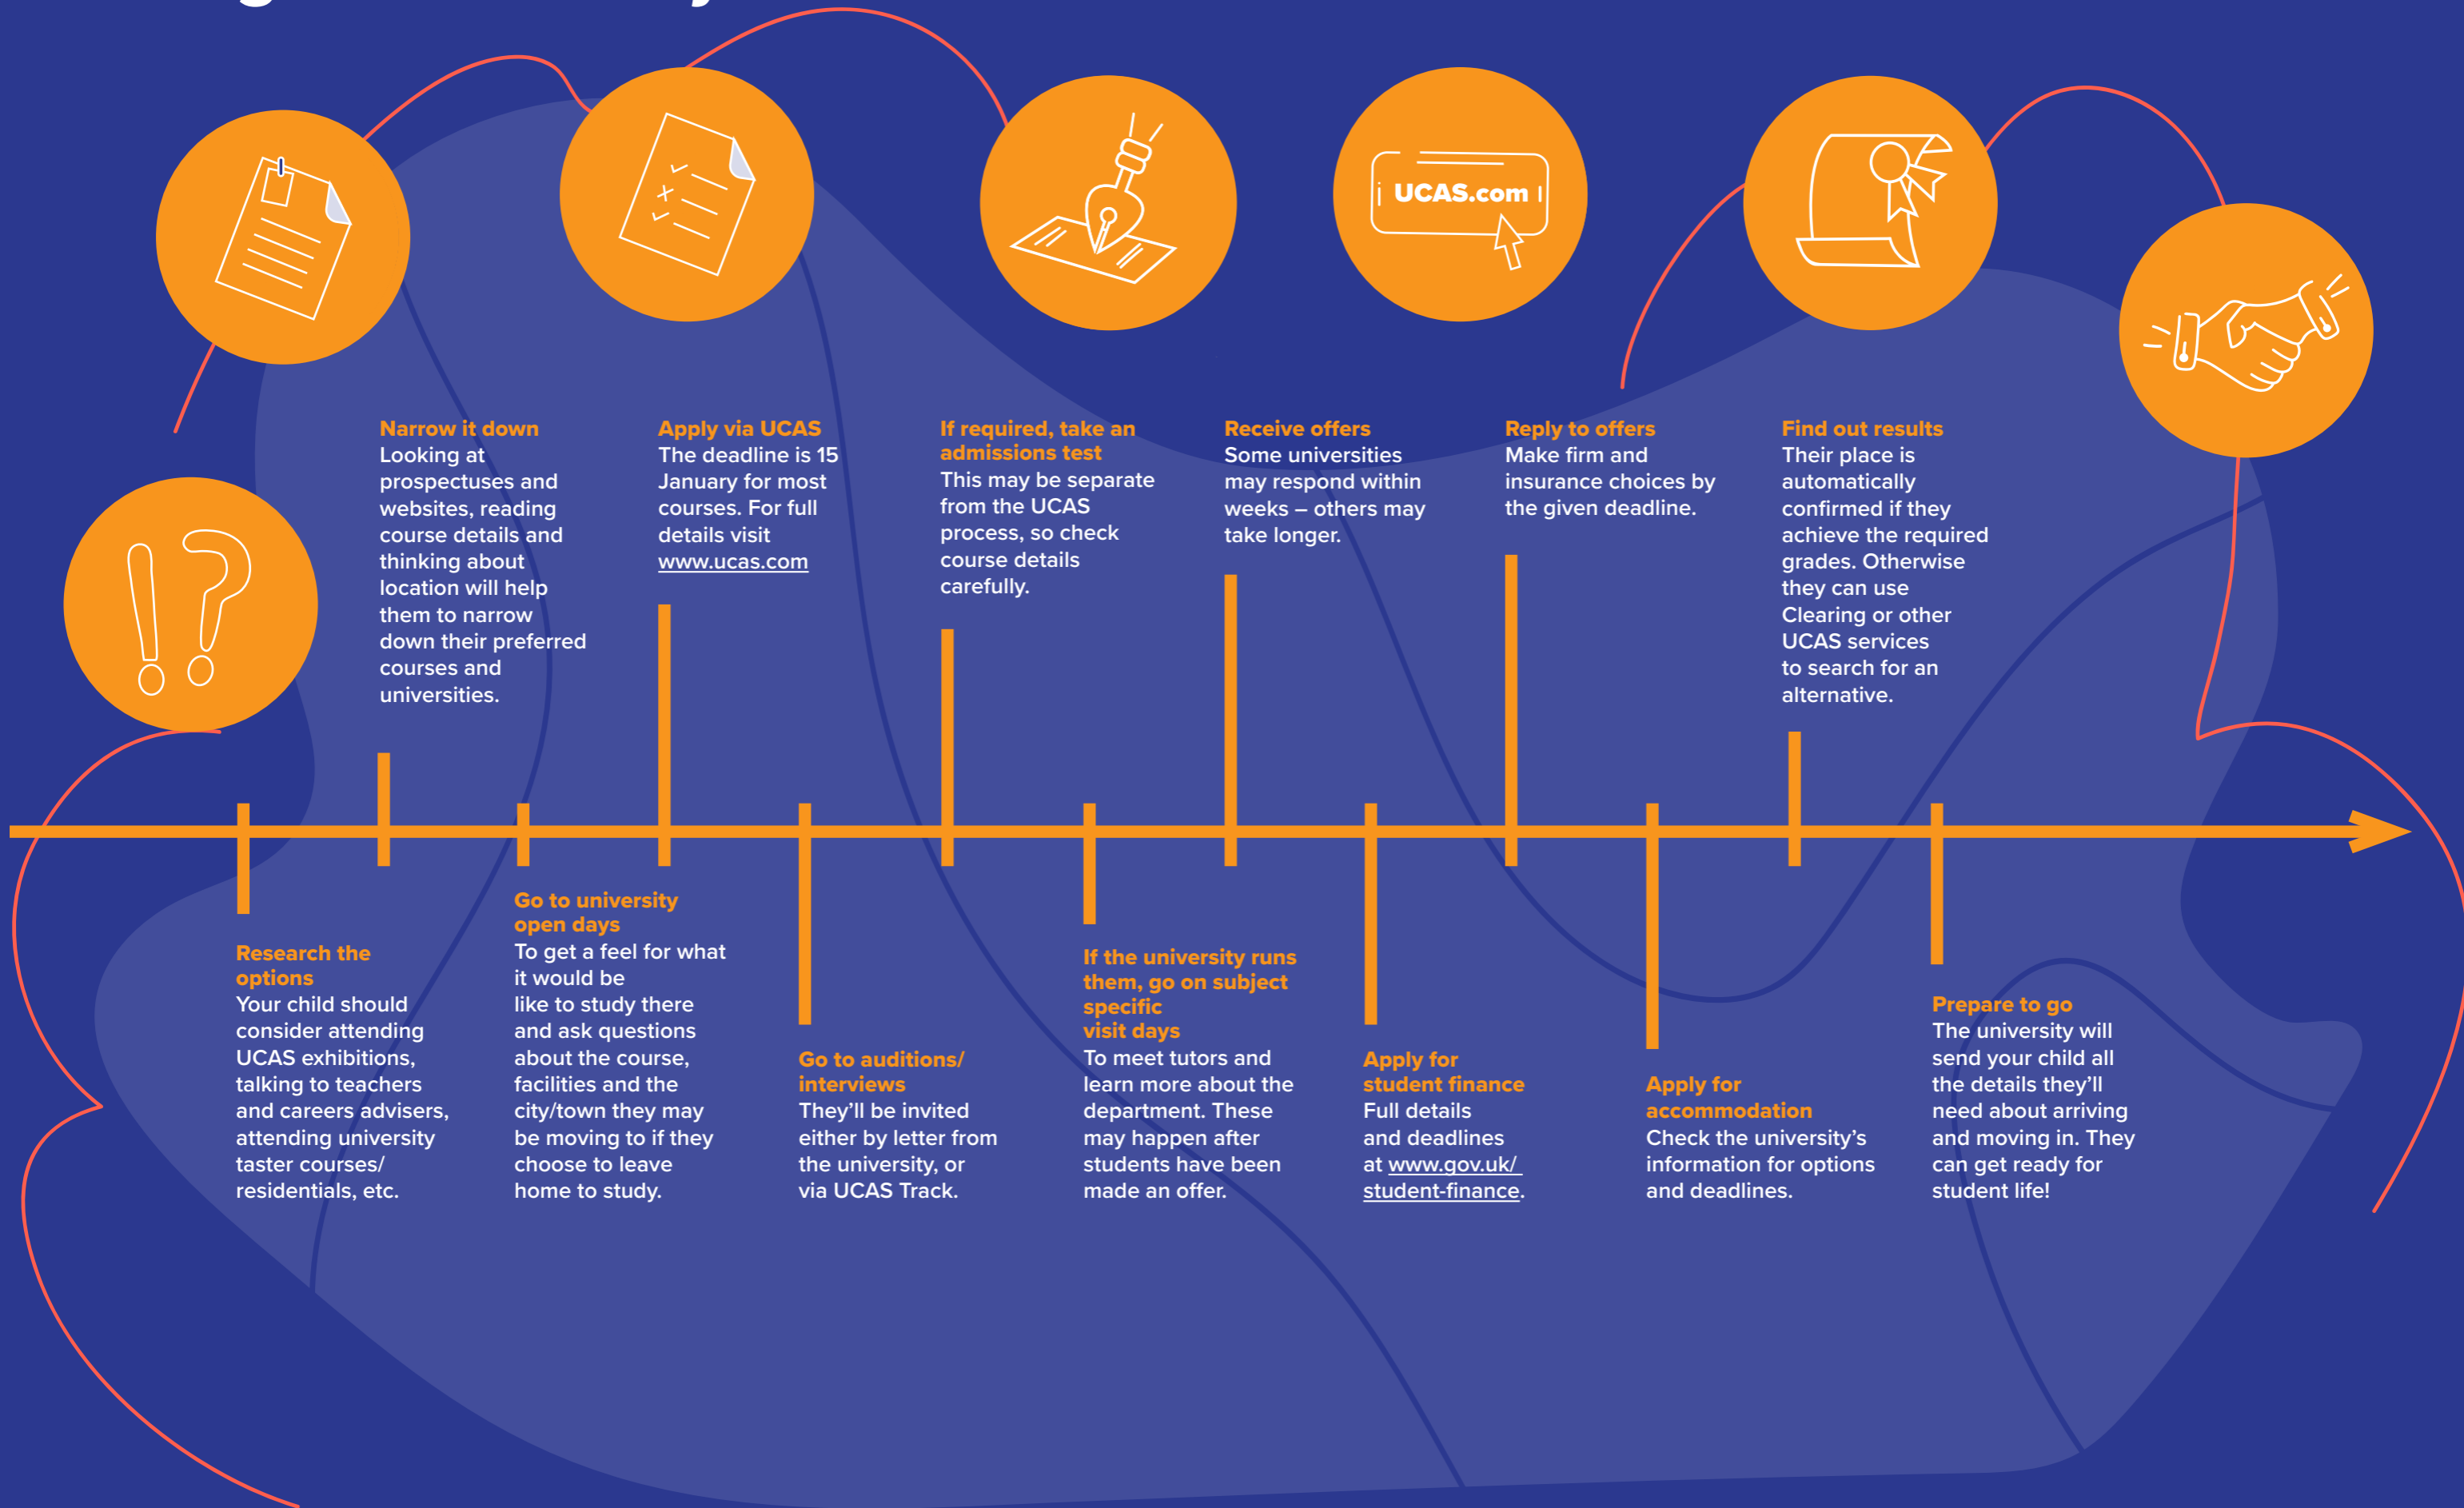 UCAS.com
Narrow it down
Looking at
prospectuses and
websites, reading
course details and
thinking about
location will help
them to narrow
down their preferred
courses and
universities.
Apply via UCAS
The deadline is 15
January for most
courses. For full
details visit
www.ucas.com
If required, take an
admissions test
This may be separate
from the UCAS
process, so check
course details
carefully.
Receive offers
Some universities
may respond within
weeks – others may
take longer.
Reply to offers
Make firm and
insurance choices by
the given deadline.
Find out results
Their place is
automatically
confirmed if they
achieve the required
grades. Otherwise
they can use
Clearing or other
UCAS services
to search for an
alternative.
Research the
options
Your child should
consider attending
UCAS exhibitions,
talking to teachers
and careers advisers,
attending university
taster courses/
residentials, etc.
Go to university
open days
To get a feel for what
it would be
like to study there
and ask questions
about the course,
facilities and the
city/town they may
be moving to if they
choose to leave
home to study.
Go to auditions/
interviews
They’ll be invited
either by letter from
the university, or
via UCAS Track.
If the university runs
them, go on subject
specific
visit days
To meet tutors and
learn more about the
department. These
may happen after
students have been
made an offer.
Apply for
student finance
Full details
and deadlines
at www.gov.uk/
student-finance.
Apply for
accommodation
Check the university’s
information for options
and deadlines.
Prepare to go
The university will
send your child all
the details they’ll
need about arriving
and moving in. They
can get ready for
student life!